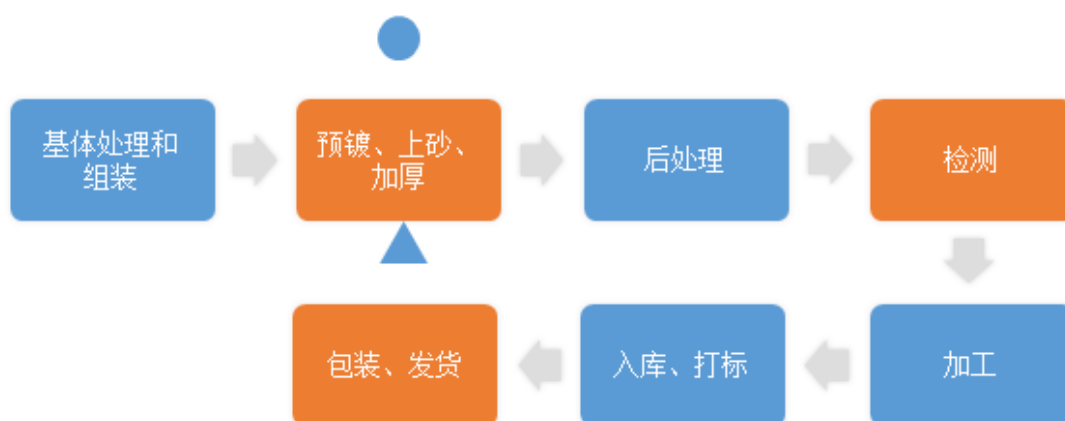 基体处理和
组装
预镀、上砂、
加厚
后处理
检测
加工
入库、打标
包装、发货